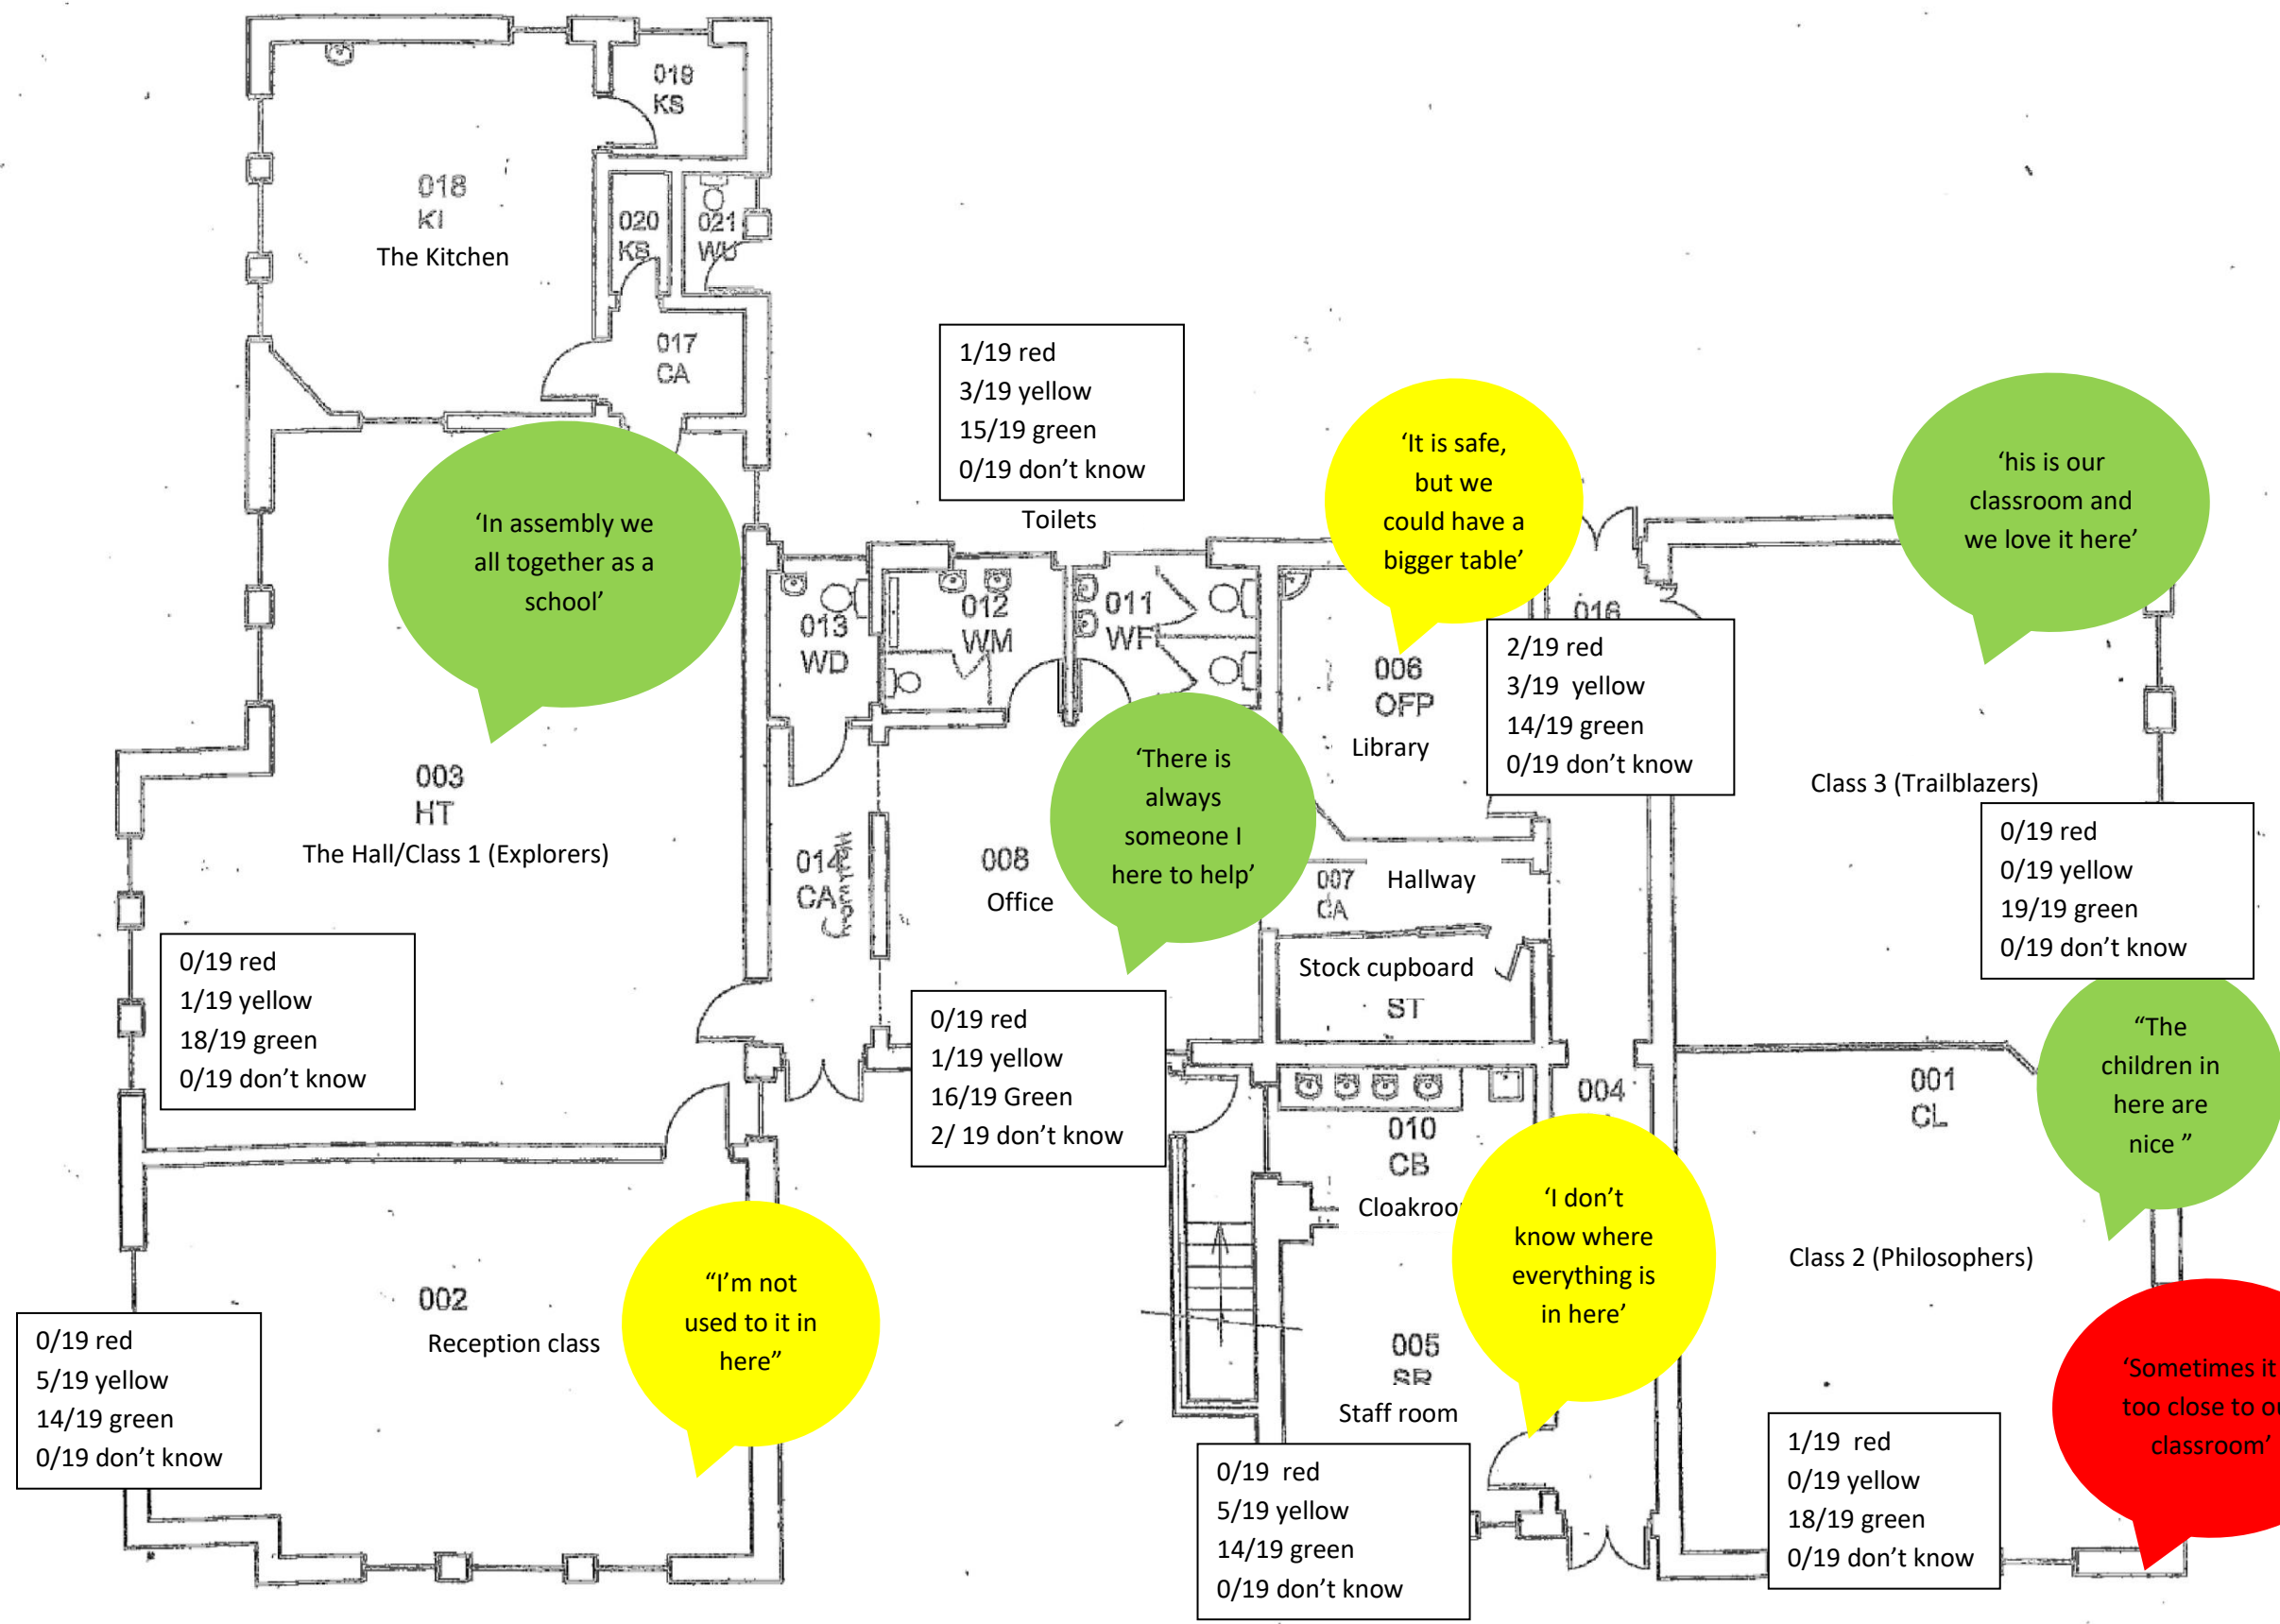 019
KS
018
KI
The Kitchen
020
KS
021
WU
017
CA
1/19 red
3/19 yellow
15/19 green
0/19 don’t know
Toilets
‘In assembly we
all together as a
school’
‘It is safe,
but we
could have a
bigger table’
‘his is our
classroom and
we love it here’
013
WD
012
WM
011
WF
016
006
OFP
Library
2/19 red
3/19 yellow
14/19 green
0/19 don’t know
003
HT
The Hall/Class 1 (Explorers)
‘There is
always
someone I
here to help’
Class 3 (Trailblazers)
0/19 red
0/19 yellow
19/19 green
0/19 don’t know
014
CA
008
Office
007
CA
Hallway
Stock cupboard
ST
0/19 red
1/19 yellow
18/19 green
0/19 don’t know
0/19 red
1/19 yellow
16/19 Green
2/ 19 don’t know
004
010
CB
Cloakroo
001
CL
“The
children in
here are
nice ”
‘I don’t
know where
everything is
in here’
Class 2 (Philosophers)
002
Reception class
“I’m not
used to it in
here”
0/19 red
5/19 yellow
14/19 green
0/19 don’t know
005
SR
Staff room
0/19 red
5/19 yellow
14/19 green
0/19 don’t know
‘Sometimes it
too close to
classroom’
1/19 red
0/19 yellow
18/19 green
0/19 don’t know